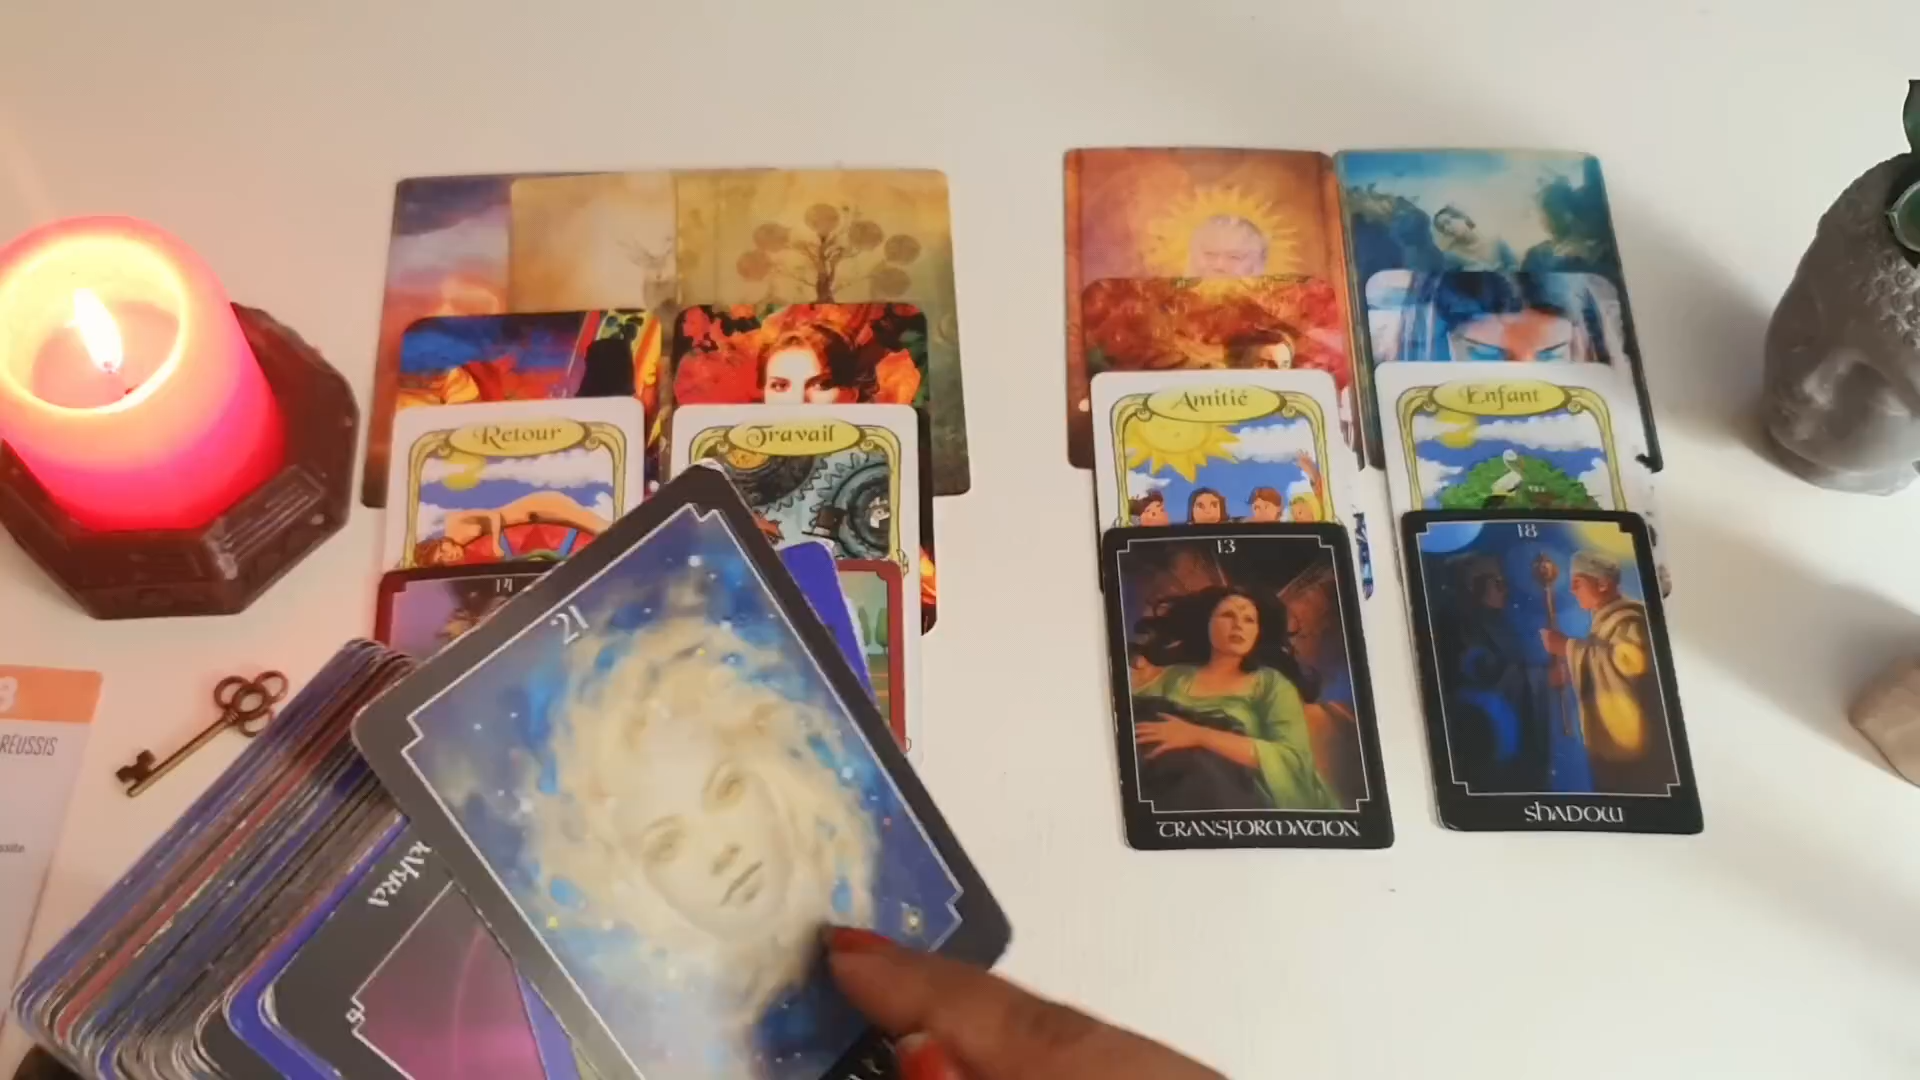 Retour
Travail
Amitié
Enfant
14
13
TRANSFORMATION
18
SHADOW
21
REUSSIS